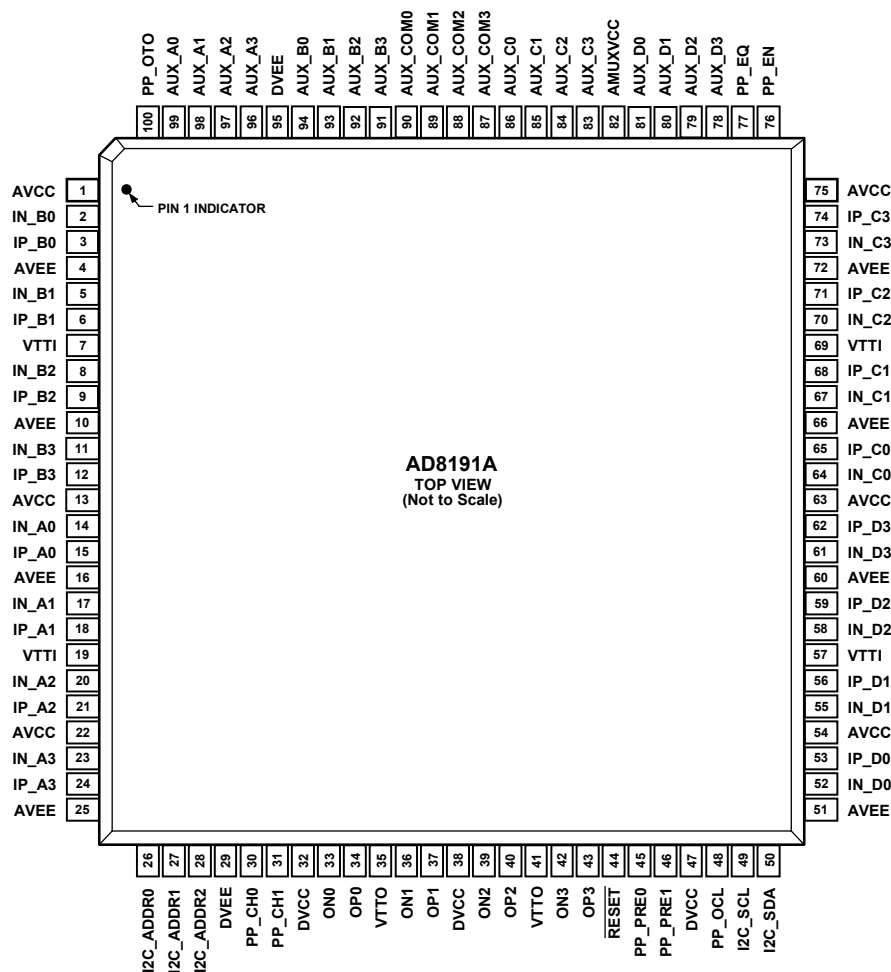 PP_OTO
AUX_A0
AUX_A1
AUX_A2
AUX_A3
DVEE
AUX_B0
AUX_B1
AUX_B2
AUX_B3
AUX_COM0
AUX_COM1
AUX_COM2
AUX_COM3
AUX_C0
AUX_C1
AUX_C2
AUX_C3
AMUXVCC
AUX_D0
AUX_D1
AUX_D2
AUX_D3
PP_EQ
PP_EN
100 99 98 97 96 95 94 93 92 91 90 89 88 87 86 85 84 83 82 81 80 79 78 77 76
PIN 1 INDICATOR
AVCC 1
IN_B0 2
IP_B0 3
AVEE 4
IN_B1 5
IP_B1 6
VTTI 7
IN_B2 8
IP_B2 9
AVEE 10
IN_B3 11
IP_B3 12
AVCC 13
IN_A0 14
IP_A0 15
AVEE 16
IN_A1 17
IP_A1 18
VTTI 19
IN_A2 20
IP_A2 21
AVCC 22
IN_A3 23
IP_A3 24
AVEE 25
AD8191A
TOP VIEW
(Not to Scale)
75 AVCC
74 IP_C3
73 IN_C3
72 AVEE
71 IP_C2
70 IN_C2
69 VTTI
68 IP_C1
67 IN_C1
66 AVEE
65 IP_C0
64 IN_C0
63 AVCC
62 IP_D3
61 IN_D3
60 AVEE
59 IP_D2
58 IN_D2
57 VTTI
56 IP_D1
55 IN_D1
54 AVCC
53 IP_D0
52 IN_D0
51 AVEE
26 27 28 29 30 31 32 33 34 35 36 37 38 39 40 41 42 43 44 45 46 47 48 49 50
I2C_ADDR0
I2C_ADDR1
I2C_ADDR2
DVEE
PP_CH0
PP_CH1
DVCC
ON0
OP0
VTTO
ON1
OP1
DVCC
ON2
OP2
VTTO
ON3
OP3
RESET
PP_PRE0
PP_PRE1
DVCC
PP_OCL
I2C_SCL
I2C_SDA